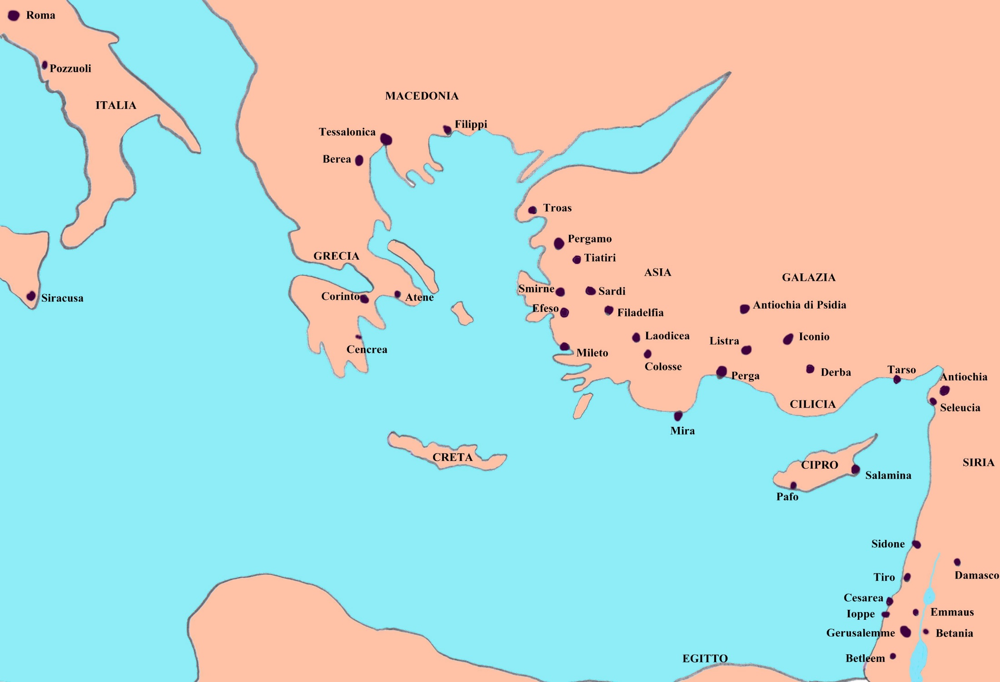 Roma
Pozzuoli
ITALIA
MACEDONIA
Filippi
Tessalonica
Berea
Troas
Pergamo
Tiatiri
GRECIA
ASIA
GALAZIA
Smirne
Sardi
Siracusa
Corinto
Atene
Efeso
Filadelfia
Antiochia di Psidia
Laodicea
Listra
Iconio
Cencrea
Mileto
Colosse
Perga
Derba
Tarso
Antiochia
CILICIA
Seleucia
Mira
CRETA
CIPRO
SIRIA
Salamina
Pafo
Sidone
Damasco
Tiro
Cesarea
Ioppe
Emmaus
Gerusalemme
Betania
EGITTO
Betleem